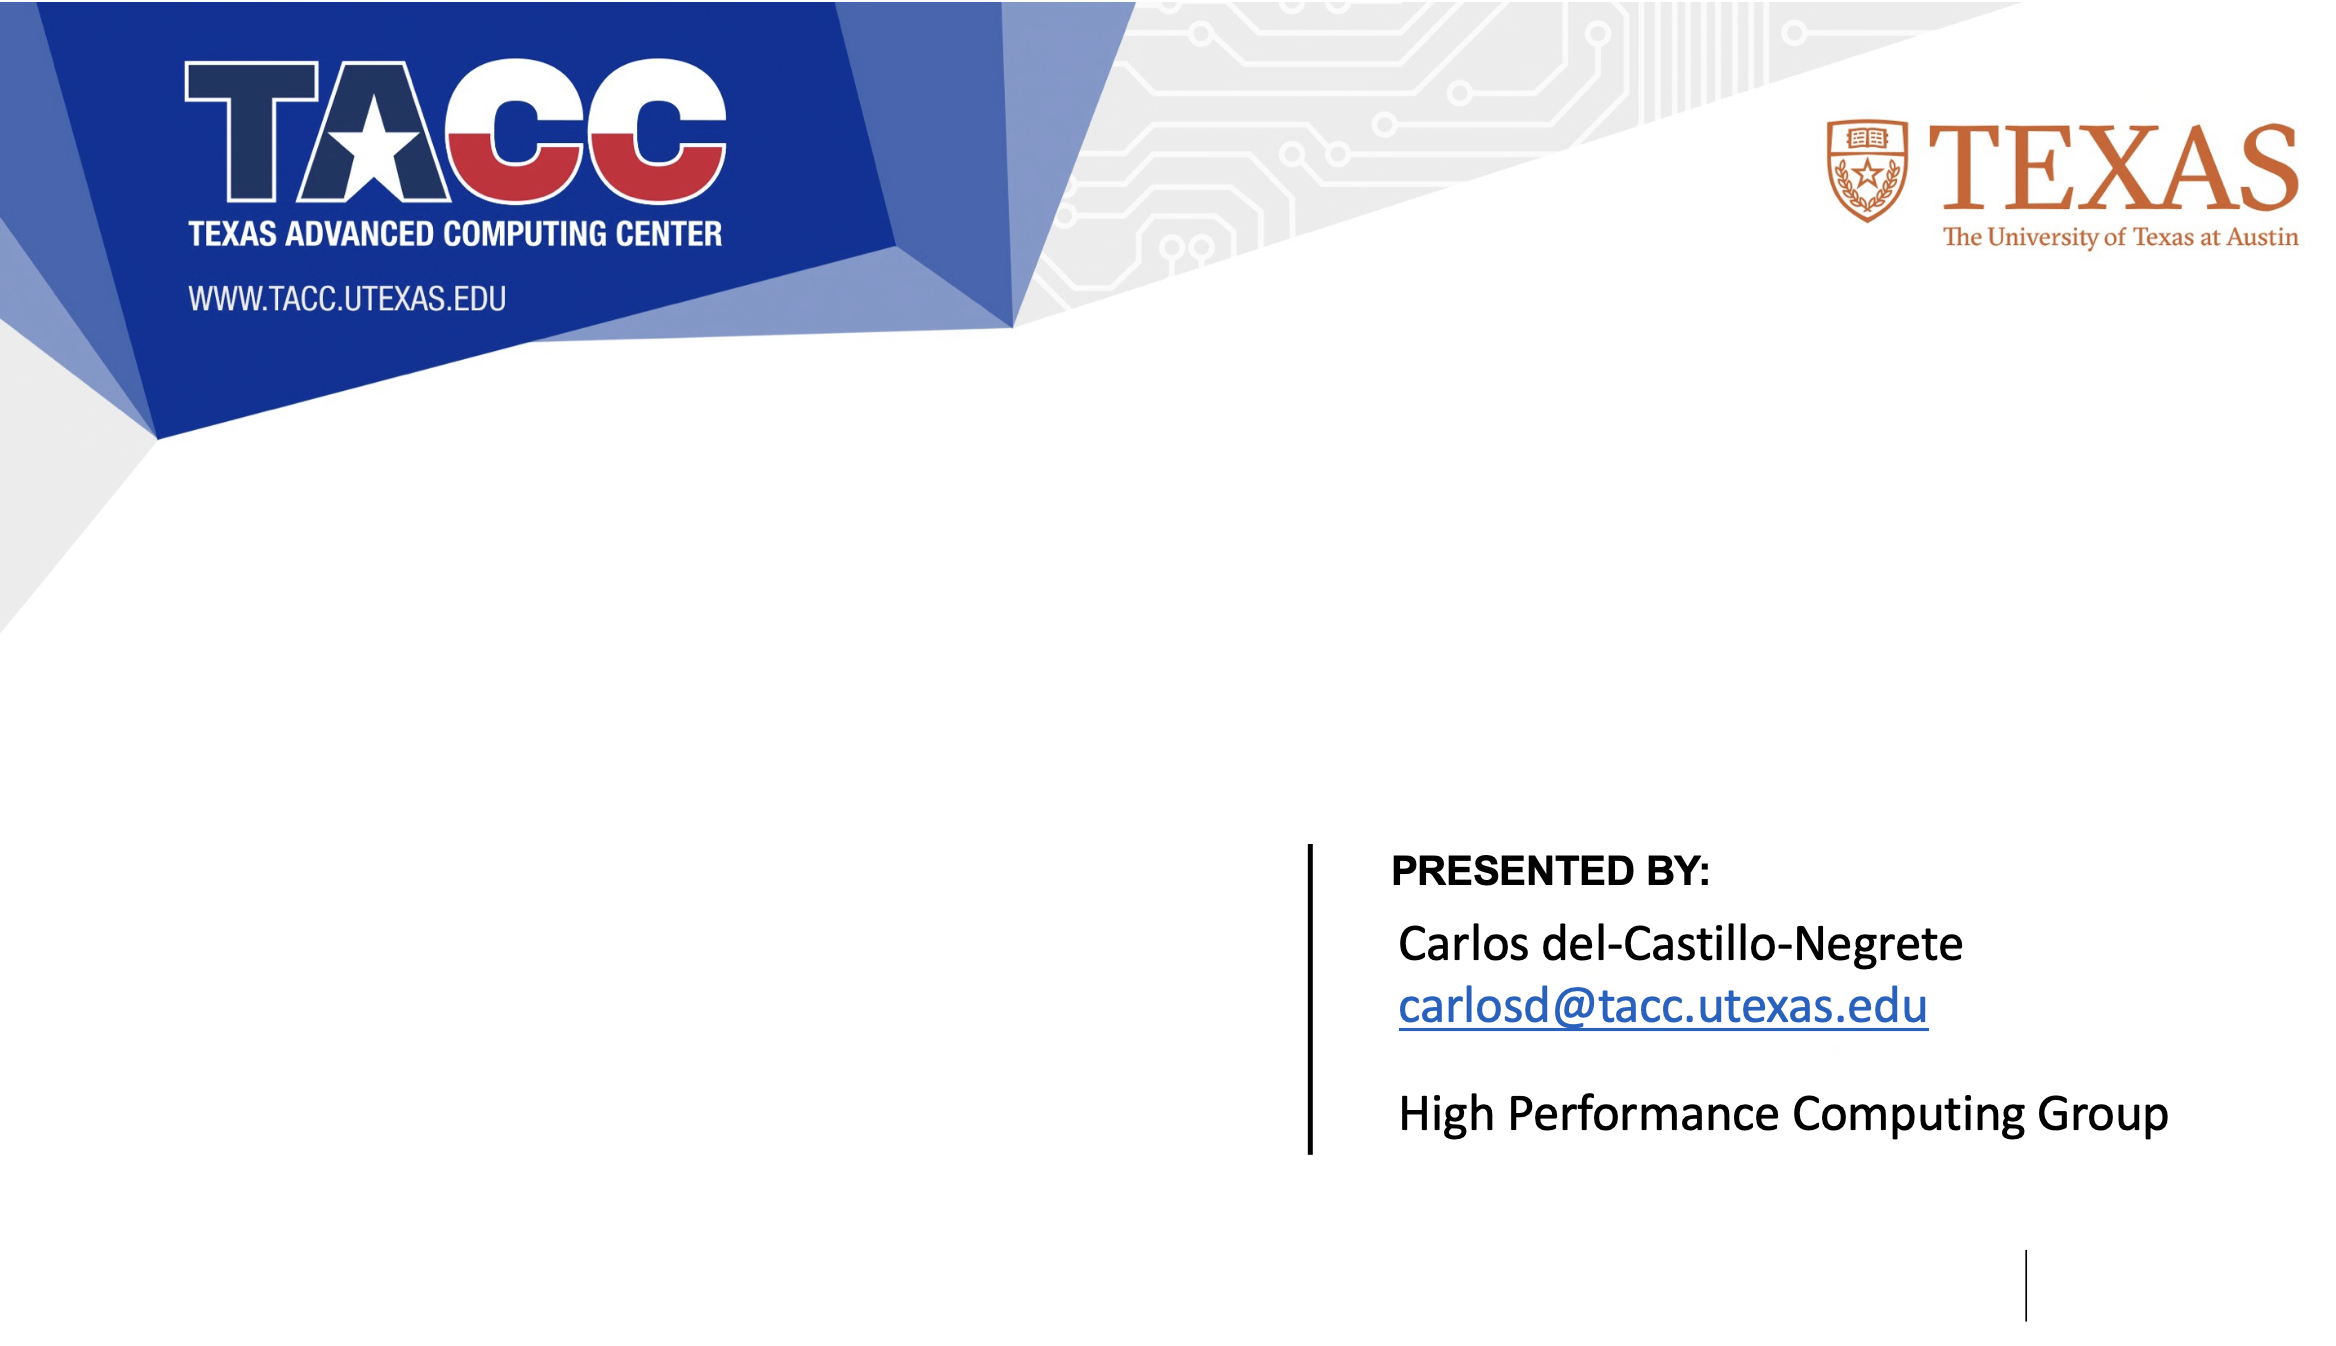 TACC
TEXAS ADVANCED COMPUTING CENTER
WWW.TACC.UTEXAS.EDU
TEXAS
The University of Texas at Austin
PRESENTED BY:
Carlos del-Castillo-Negrete
carlosd@tacc.utexas.edu
High Performance Computing Group